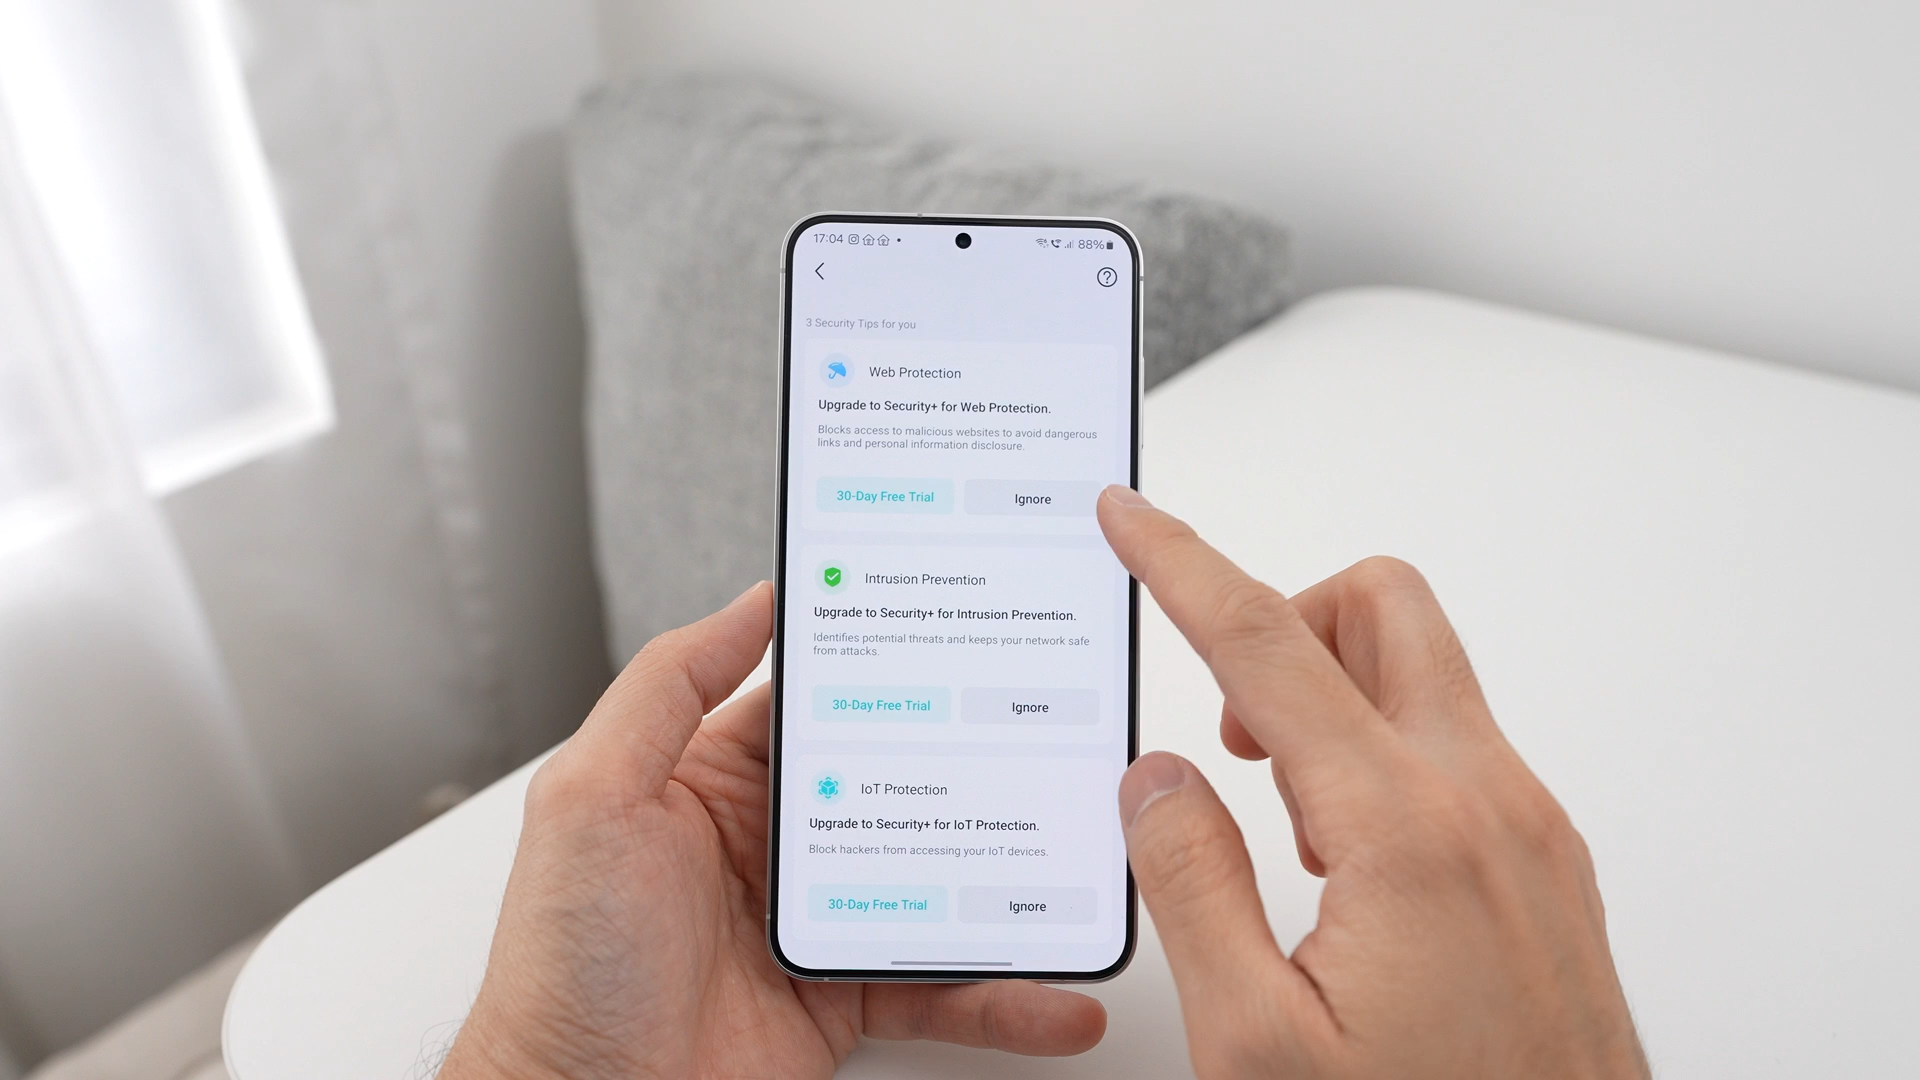 17:04 88%
3 Security Tips for you
Web Protection
Upgrade to Security+ for Web Protection.
Blocks access to malicious websites to avoid dangerous
links and personal information disclosure.
30-Day Free Trial Ignore
Intrusion Prevention
Upgrade to Security+ for Intrusion Prevention.
Identifies potential threats and keeps your network safe
from attacks.
30-Day Free Trial Ignore
IoT Protection
Upgrade to Security+ for IoT Protection.
Block hackers from accessing your IoT devices.
30-Day Free Trial Ignore